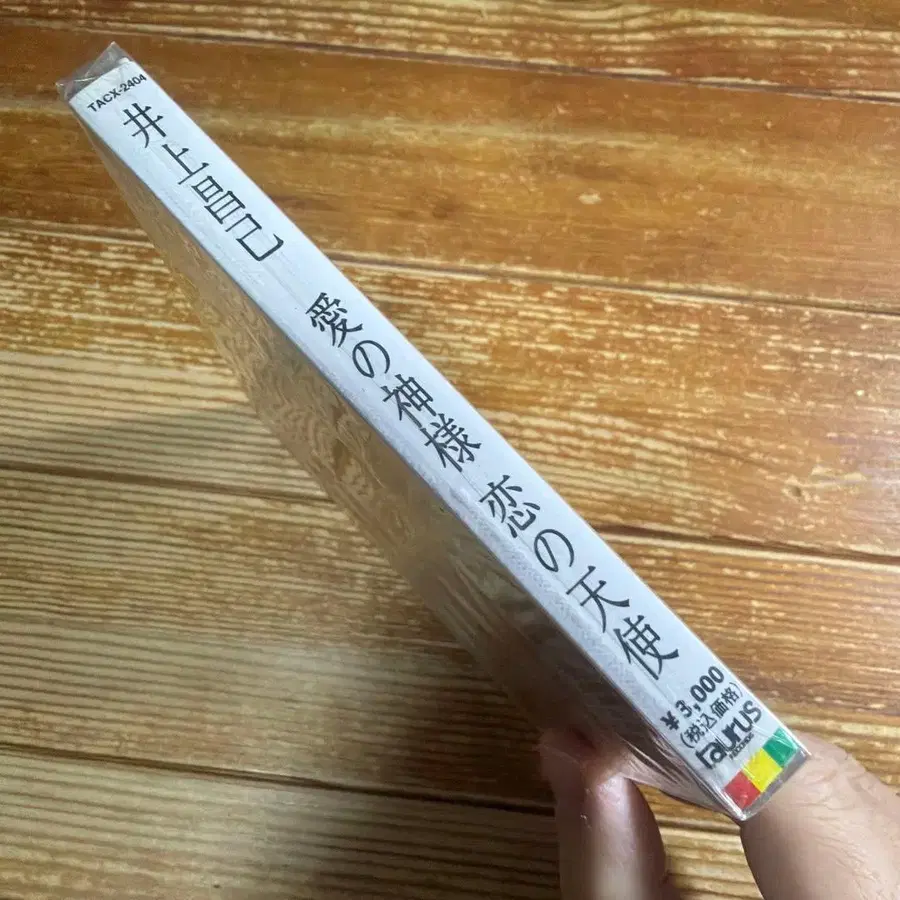 TACX-2404
井上昌己
愛の神様 恋の天使
¥3,000
(税込価格)
taurus
RECORDS